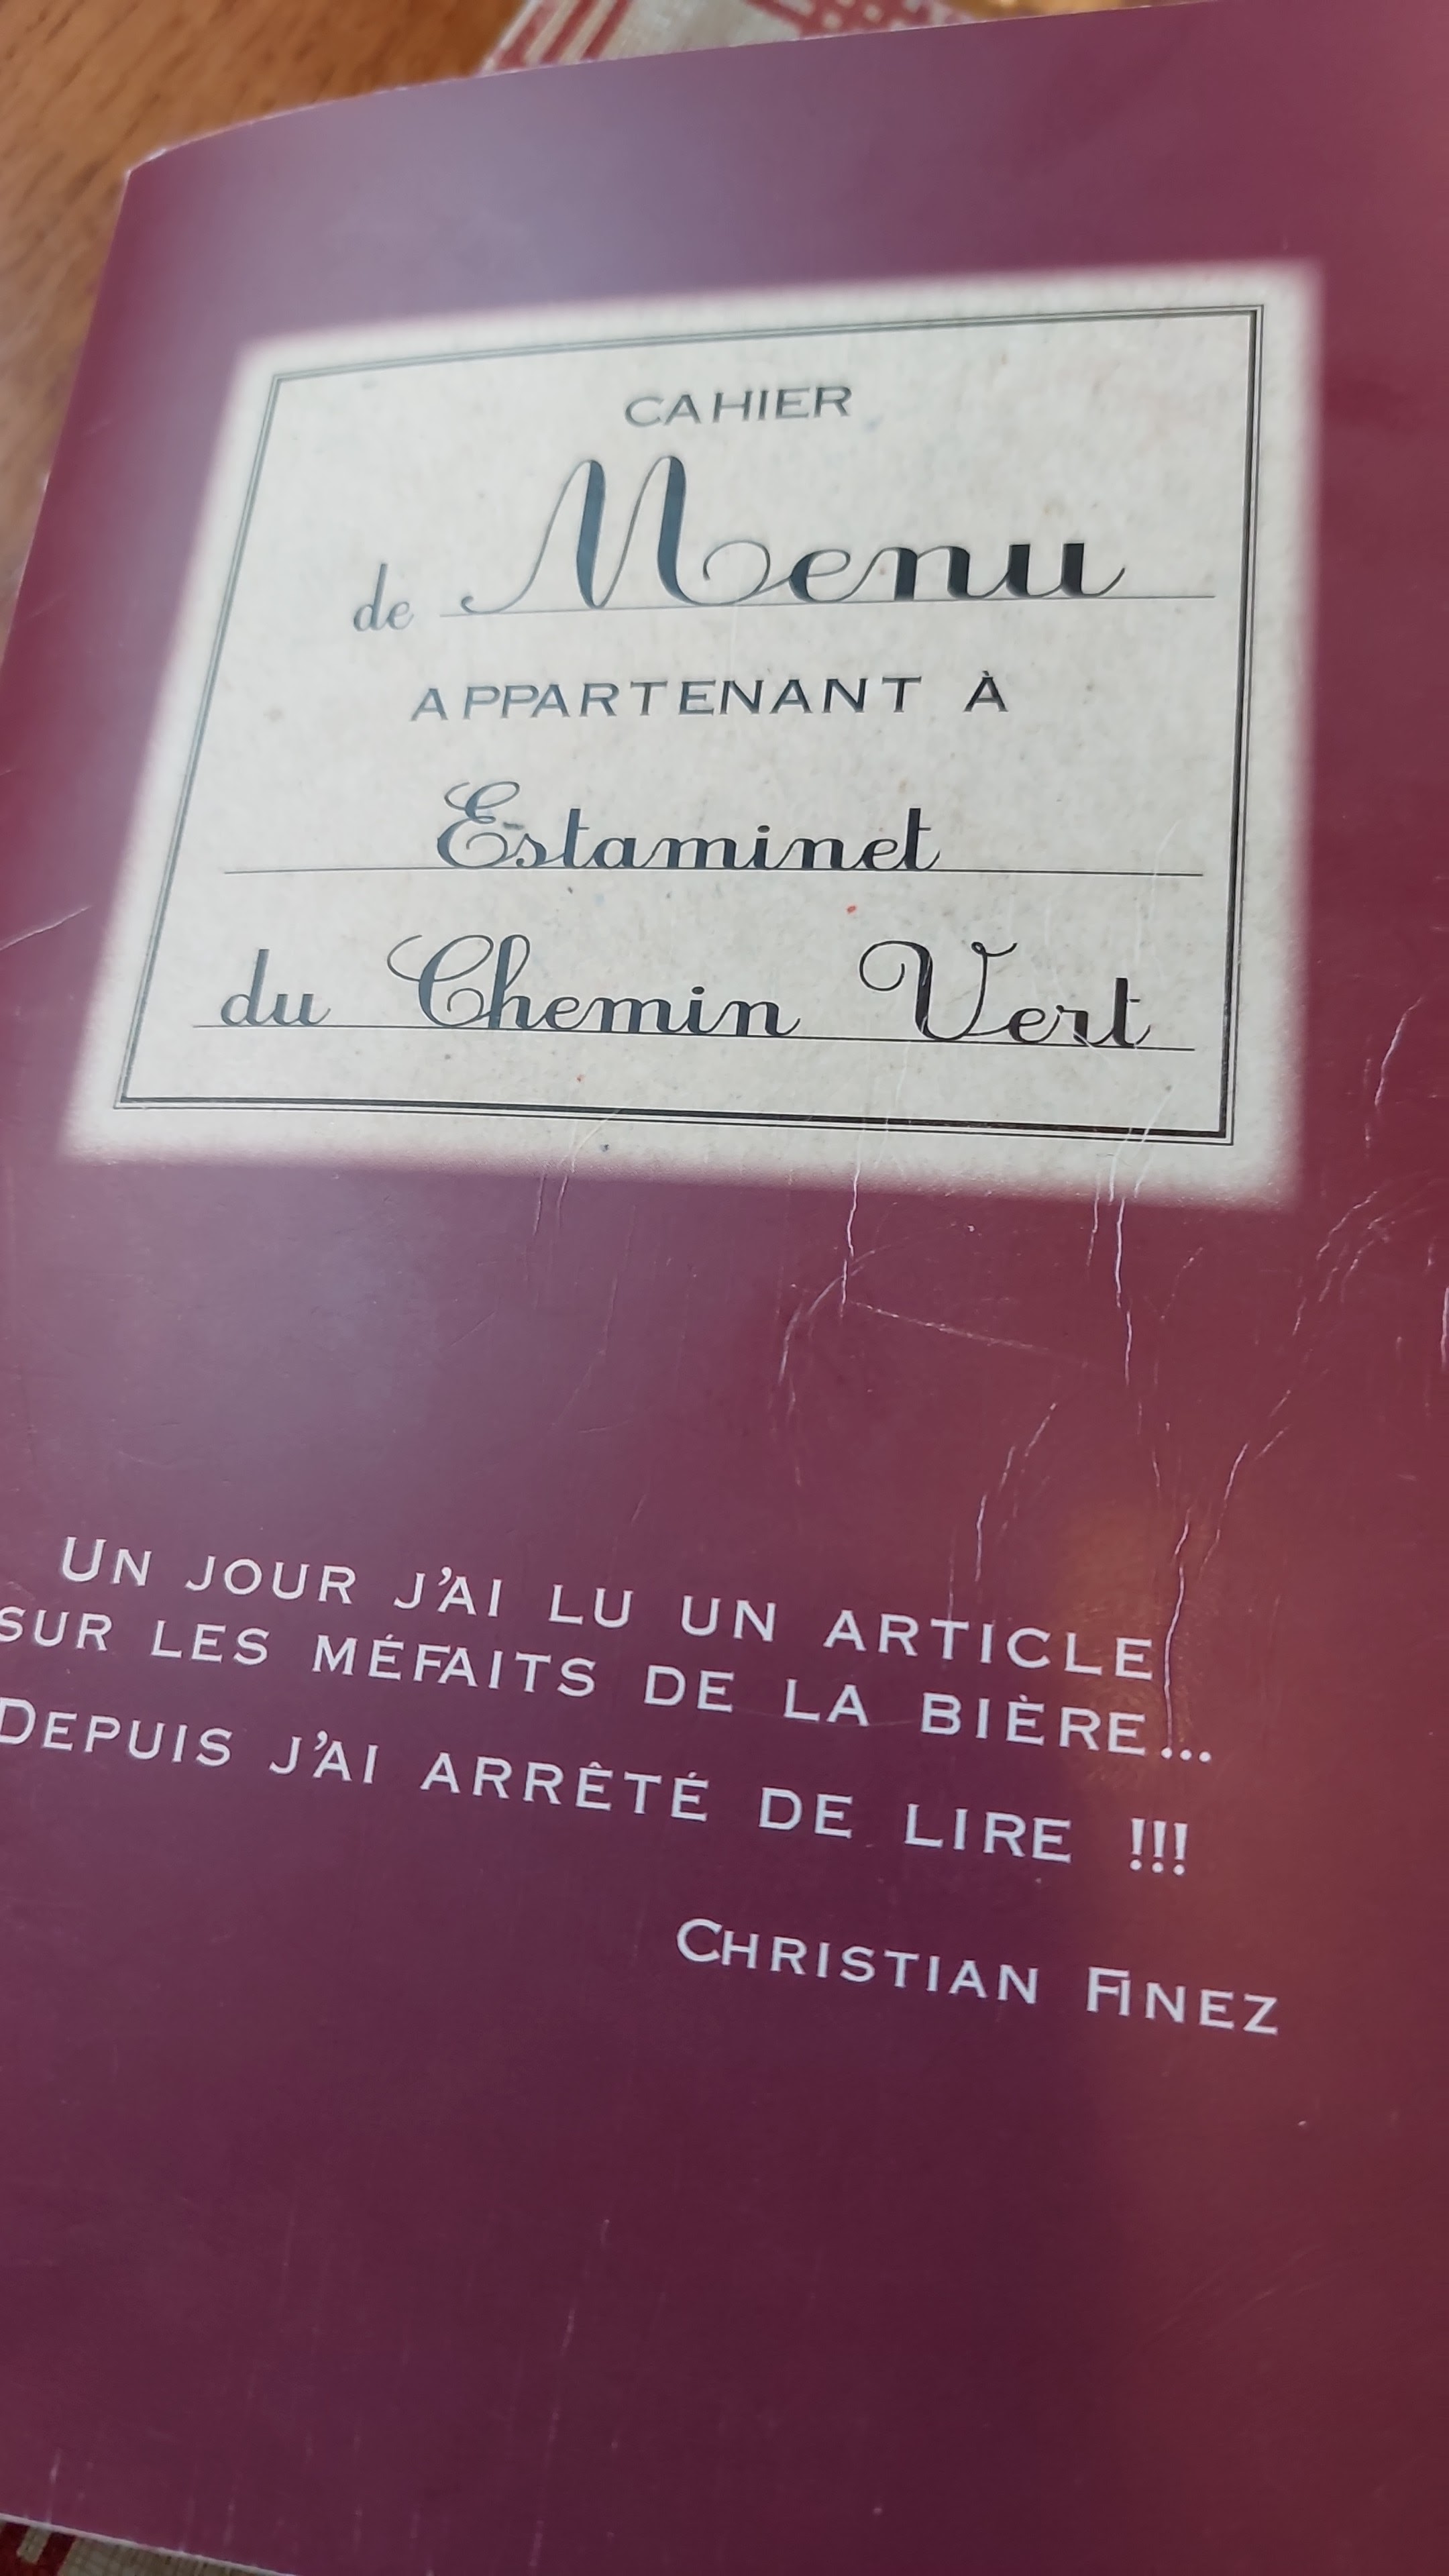 CAHIER
de Menu
APPARTENANT À
Estaminet
du Chemin Vert
UN JOUR J'AI LU UN ARTICLE
SUR LES MÉFAITS DE LA BIÈRE...
DEPUIS J'AI ARRÊTÉ DE LIRE !!!
CHRISTIAN FINEZ